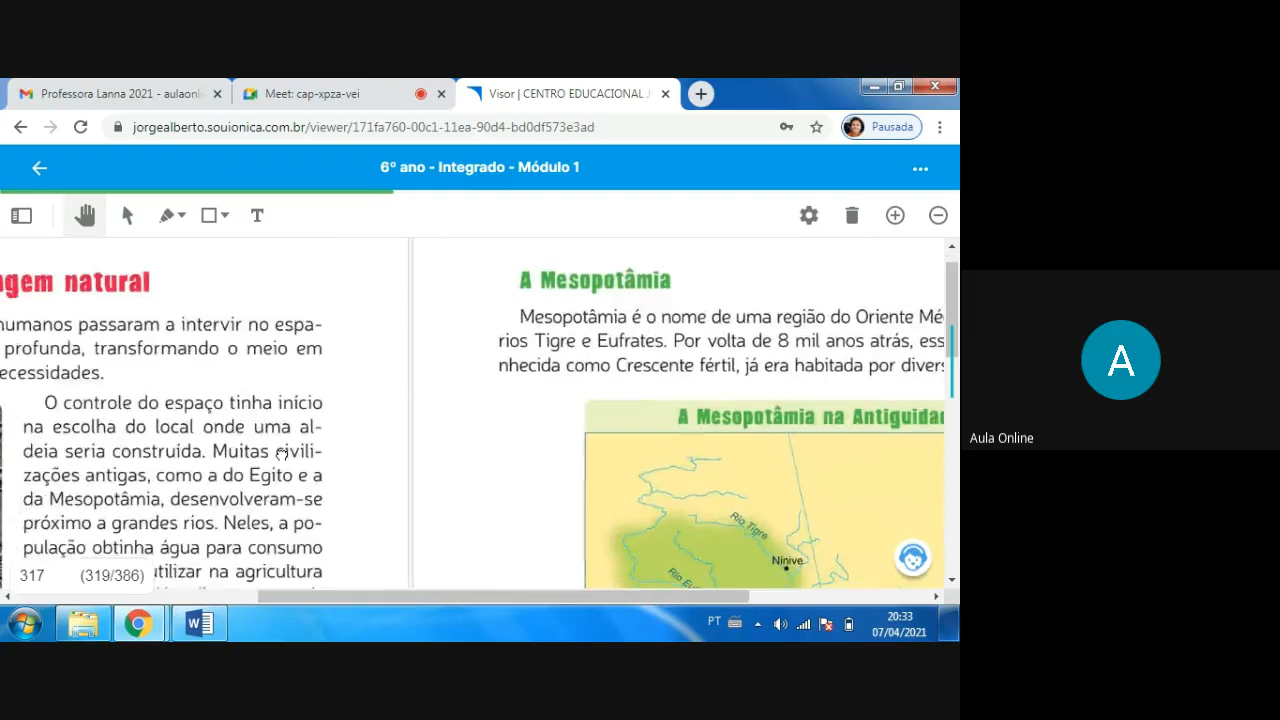 Professora Lanna 2021 - aulaonl
Meet: cap-xpza-vei
Visor | CENTRO EDUCACIONAL J
jorgealberto.souionica.com.br/viewer/171fa760-00c1-11ea-90d4-bd0df573e3ad
Pausada
6º ano - Integrado - Módulo 1
T
gem natural
humanos passaram a intervir no espa-
profunda, transformando o meio em
ecessidades.
O controle do espaço tinha início
na escolha do local onde uma al-
deia seria construída. Muitas civili-
zações antigas, como a do Egito e a
da Mesopotâmia, desenvolveram-se
próximo a grandes rios. Neles, a po-
pulação obtinha água para consumo
utilizar na agricultura
317 (319/386)
A Mesopotâmia
Mesopotâmia é o nome de uma região do Oriente Mé
rios Tigre e Eufrates. Por volta de 8 mil anos atrás, ess
nhecida como Crescente fértil, já era habitada por divers
A Mesopotâmia na Antiguidad
Rio Tigre
Nínive
Rio Eu
PT
20:33
07/04/2021
A
Aula Online